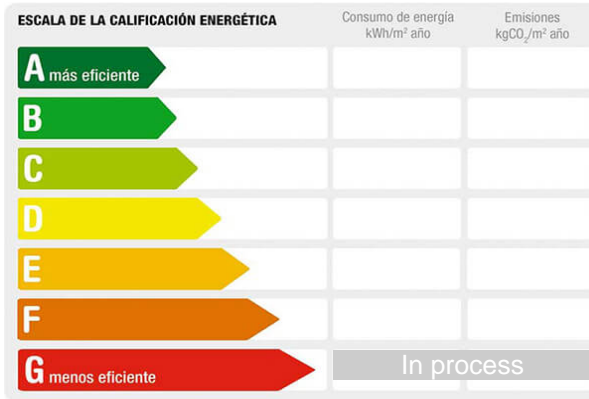 ESCALA DE LA CALIFICACIÓN ENERGÉTICA
Consumo de energía
kWh/m² año
Emisiones
kgCO₂/m² año
A más eficiente
B
C
D
E
F
G menos eficiente
In process